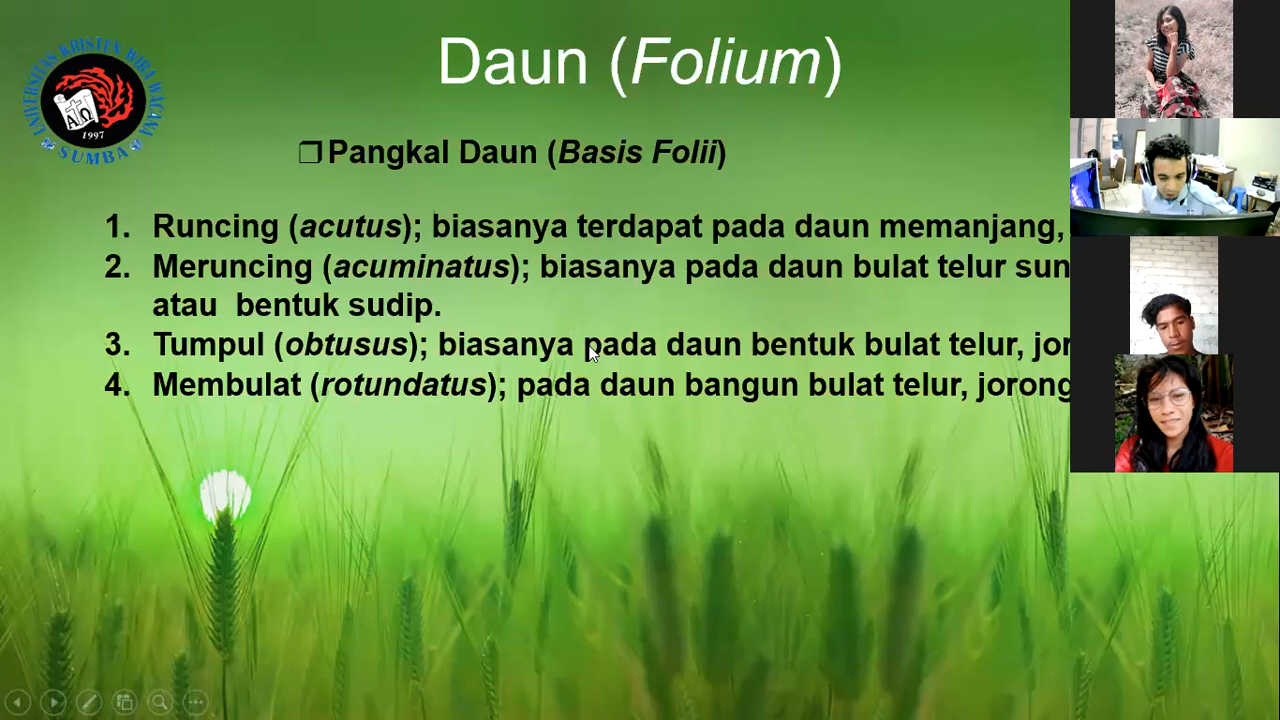 UNIVERSITAS KRISTEN WIRA WACANA
SUMBA
AΩ
1997
Daun (Folium)
❒ Pangkal Daun (Basis Folii)
1. Runcing (acutus); biasanya terdapat pada daun memanjang,
2. Meruncing (acuminatus); biasanya pada daun bulat telur
atau bentuk sudip.
3. Tumpul (obtusus); biasanya pada daun bentuk bulat telur,
4. Membulat (rotundatus); pada daun bangun bulat telur, jorong